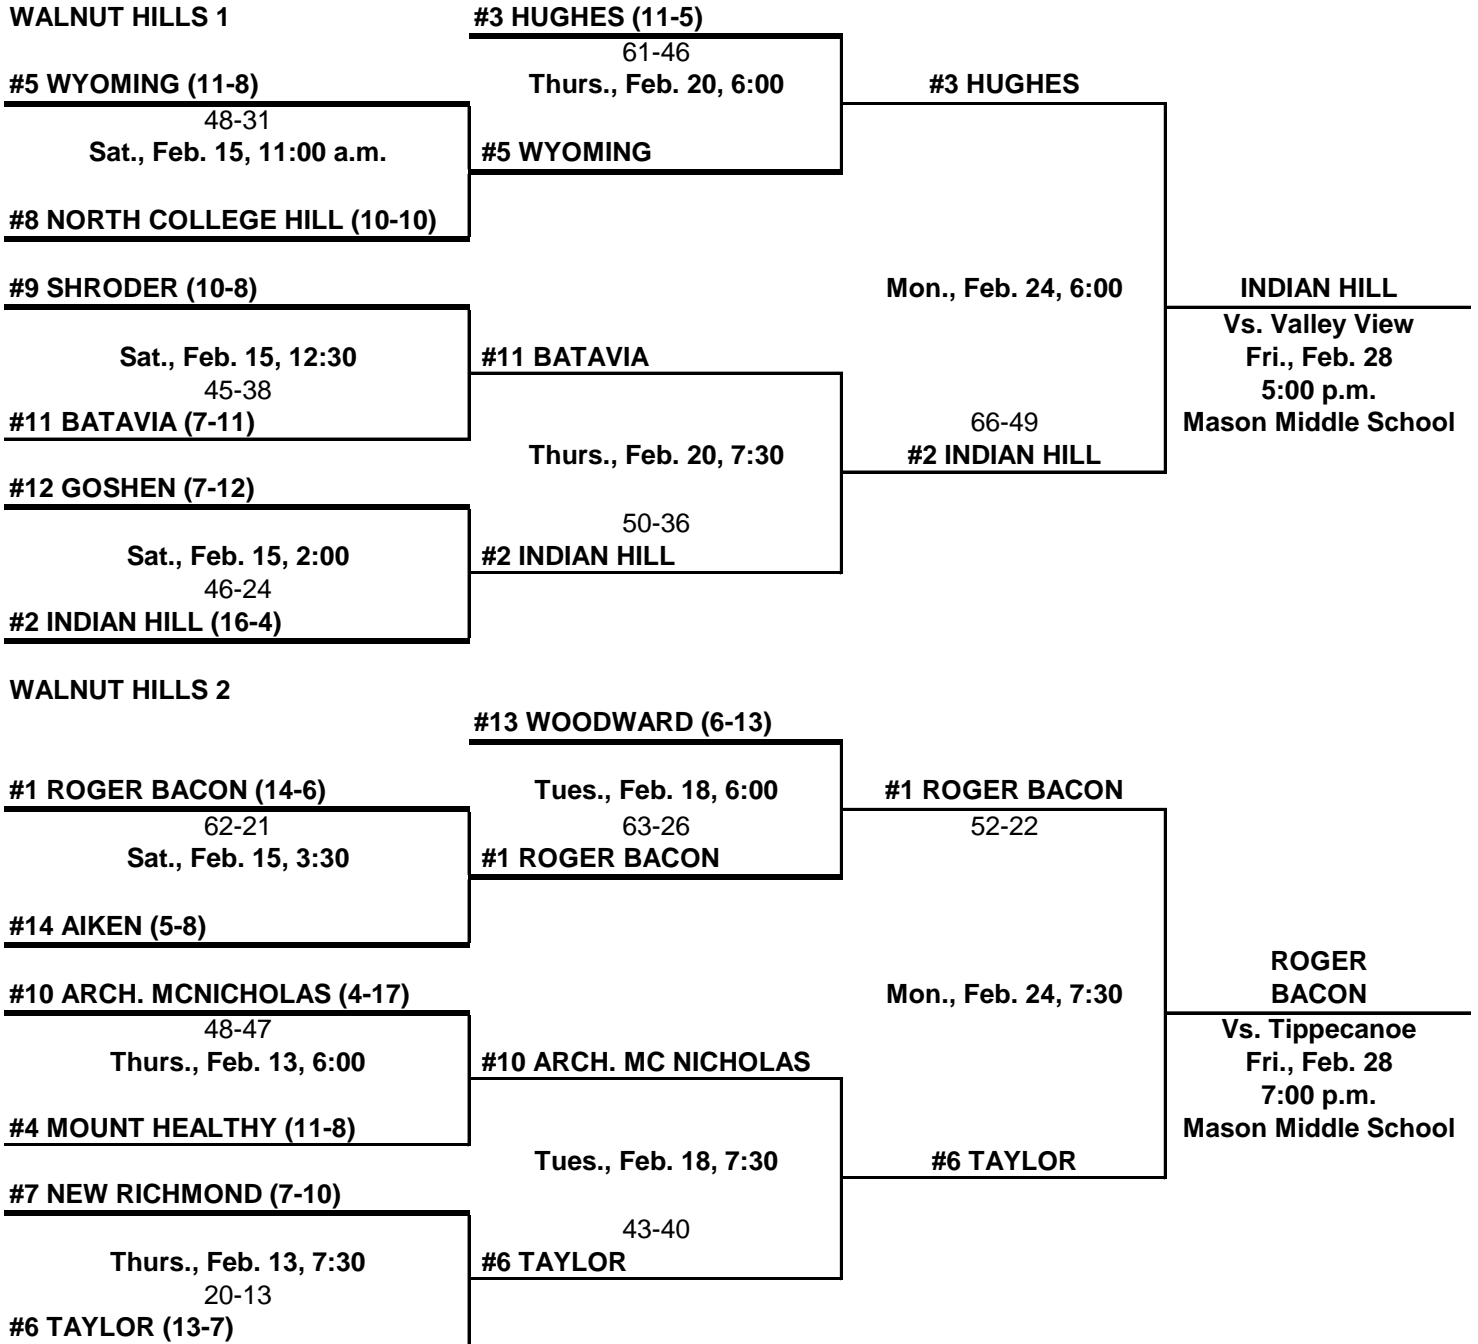 WALNUT HILLS 1
#3 HUGHES (11-5)
61-46
#5 WYOMING (11-8)
Thurs., Feb. 20, 6:00
#3 HUGHES
48-31
Sat., Feb. 15, 11:00 a.m.
#5 WYOMING
#8 NORTH COLLEGE HILL (10-10)
#9 SHRODER (10-8)
Mon., Feb. 24, 6:00
INDIAN HILL
Vs. Valley View
Sat., Feb. 15, 12:30
#11 BATAVIA
Fri., Feb. 28
45-38
5:00 p.m.
#11 BATAVIA (7-11)
66-49
Mason Middle School
Thurs., Feb. 20, 7:30
#2 INDIAN HILL
#12 GOSHEN (7-12)
50-36
Sat., Feb. 15, 2:00
#2 INDIAN HILL
46-24
#2 INDIAN HILL (16-4)
WALNUT HILLS 2
#13 WOODWARD (6-13)
#1 ROGER BACON (14-6)
Tues., Feb. 18, 6:00
#1 ROGER BACON
62-21
63-26
52-22
Sat., Feb. 15, 3:30
#1 ROGER BACON
#14 AIKEN (5-8)
ROGER
#10 ARCH. MCNICHOLAS (4-17)
Mon., Feb. 24, 7:30
BACON
48-47
Vs. Tippecanoe
Thurs., Feb. 13, 6:00
#10 ARCH. MC NICHOLAS
Fri., Feb. 28
7:00 p.m.
#4 MOUNT HEALTHY (11-8)
Mason Middle School
Tues., Feb. 18, 7:30
#6 TAYLOR
#7 NEW RICHMOND (7-10)
43-40
Thurs., Feb. 13, 7:30
#6 TAYLOR
20-13
#6 TAYLOR (13-7)